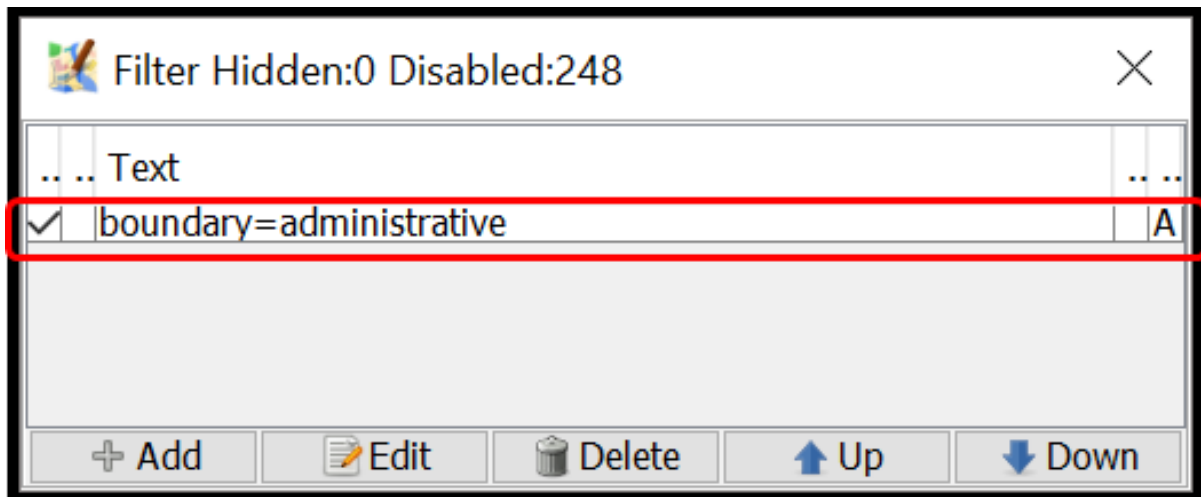 Filter Hidden:0 Disabled:248
.. .. Text .. ..
boundary=administrative A
Add Edit Delete Up Down